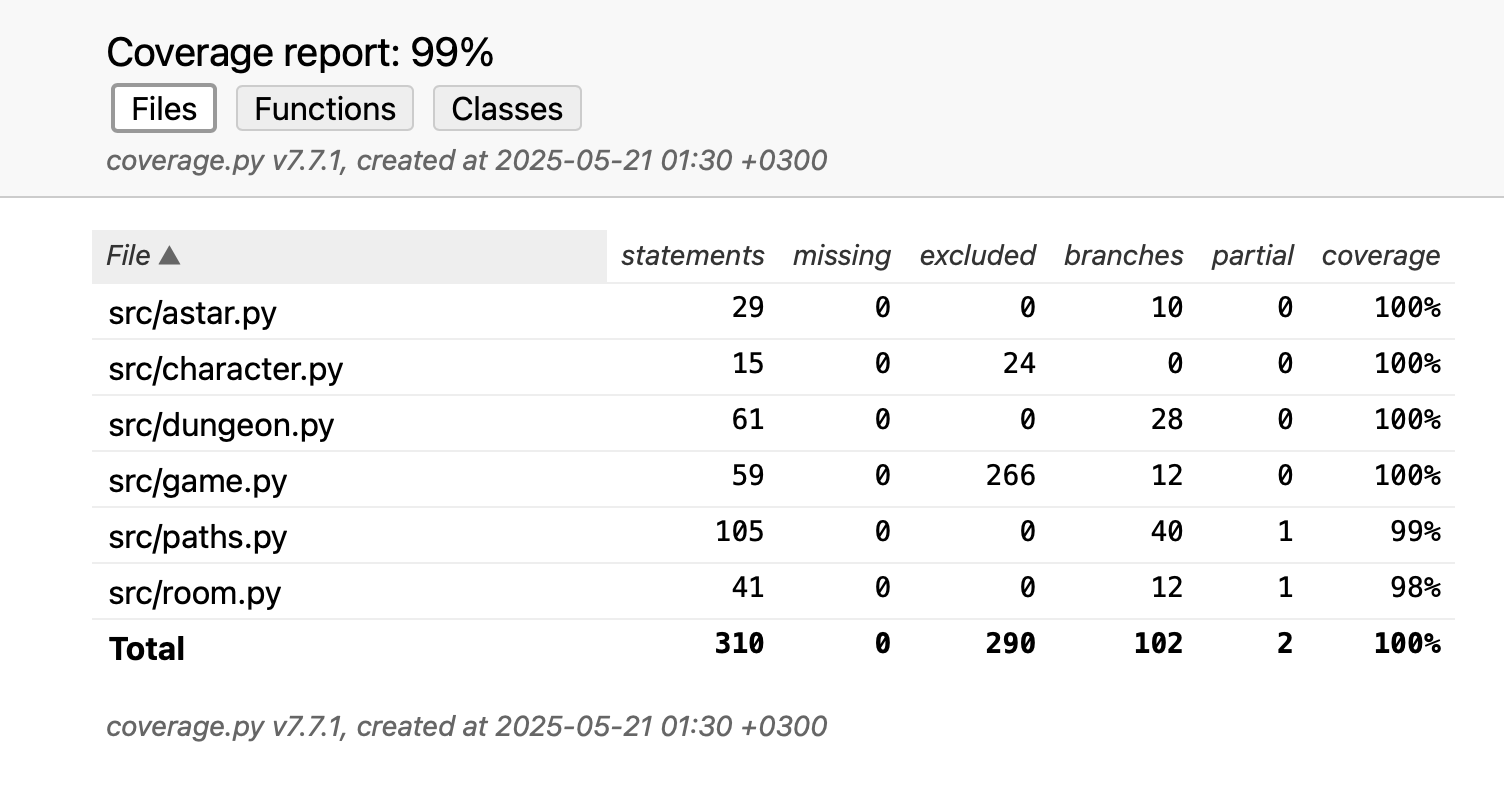 Coverage report: 99%
Files Functions Classes
coverage.py v7.7.1, created at 2025-05-21 01:30 +0300
File ▲ statements missing excluded branches partial coverage
src/astar.py 29 0 0 10 0 100%
src/character.py 15 0 24 0 0 100%
src/dungeon.py 61 0 0 28 0 100%
src/game.py 59 0 266 12 0 100%
src/paths.py 105 0 0 40 1 99%
src/room.py 41 0 0 12 1 98%
Total 310 0 290 102 2 100%
coverage.py v7.7.1, created at 2025-05-21 01:30 +0300